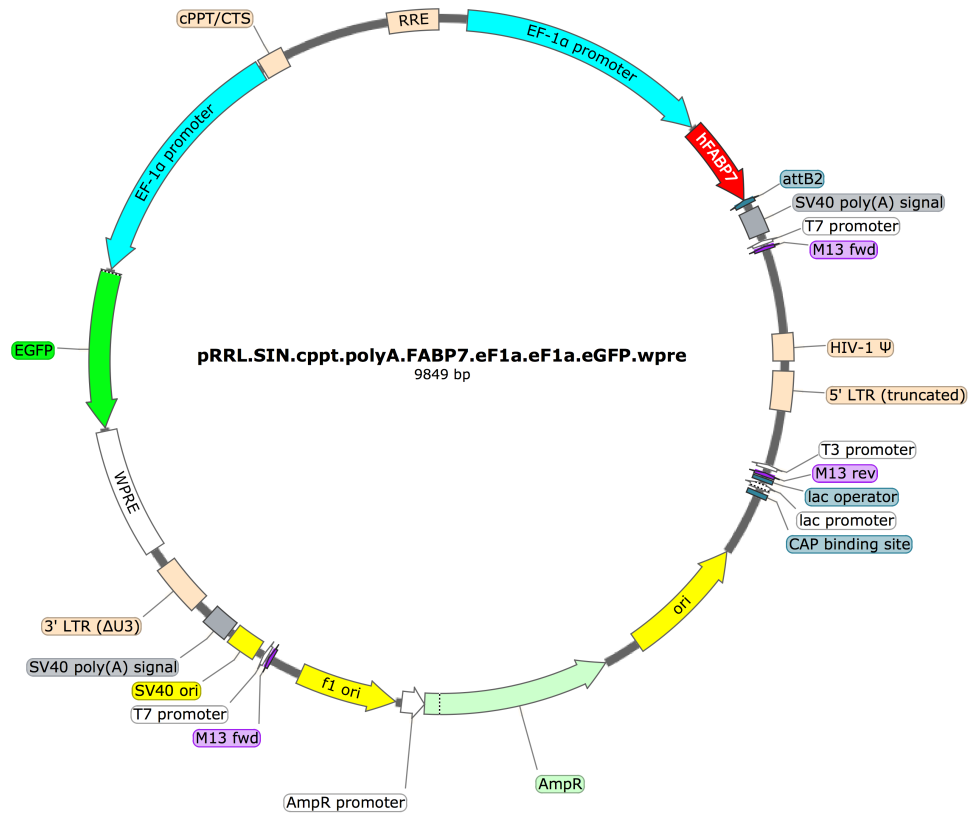 cPPT/CTS
RRE
EF-1α promoter
hFABP7
attB2
SV40 poly(A) signal
T7 promoter
M13 fwd
EF-1α promoter
EGFP
pRRL.SIN.cppt.polyA.FABP7.eF1a.eF1a.eGFP.wpre
9849 bp
HIV-1 Ψ
5' LTR (truncated)
T3 promoter
M13 rev
lac operator
lac promoter
CAP binding site
WPRE
ori
3' LTR (ΔU3)
SV40 poly(A) signal
SV40 ori
T7 promoter
M13 fwd
f1 ori
AmpR promoter
AmpR